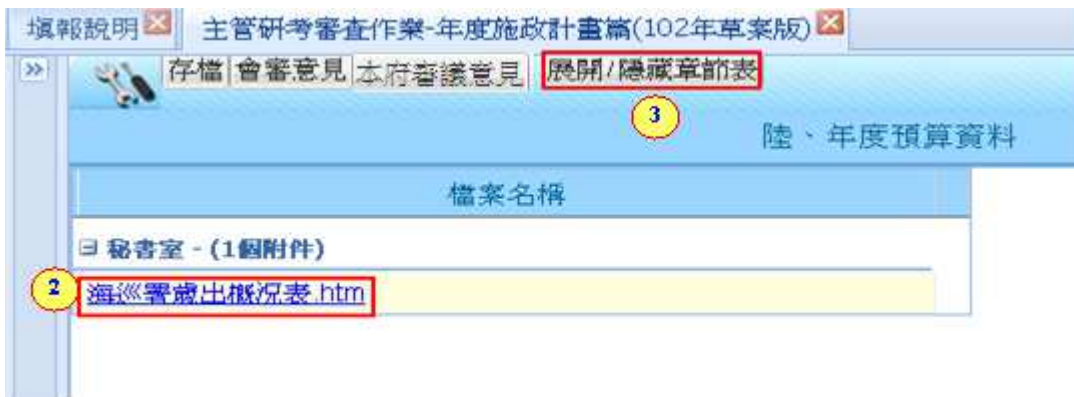 填報說明 主管研考審查作業-年度施政計畫篇(102年草案版)
» 存檔 會審意見 本府審議意見 展開/隱藏章節表
3
陸、年度預算資料
檔案名稱
秘書室 - (1個附件)
2 海巡署歲出概況表.htm